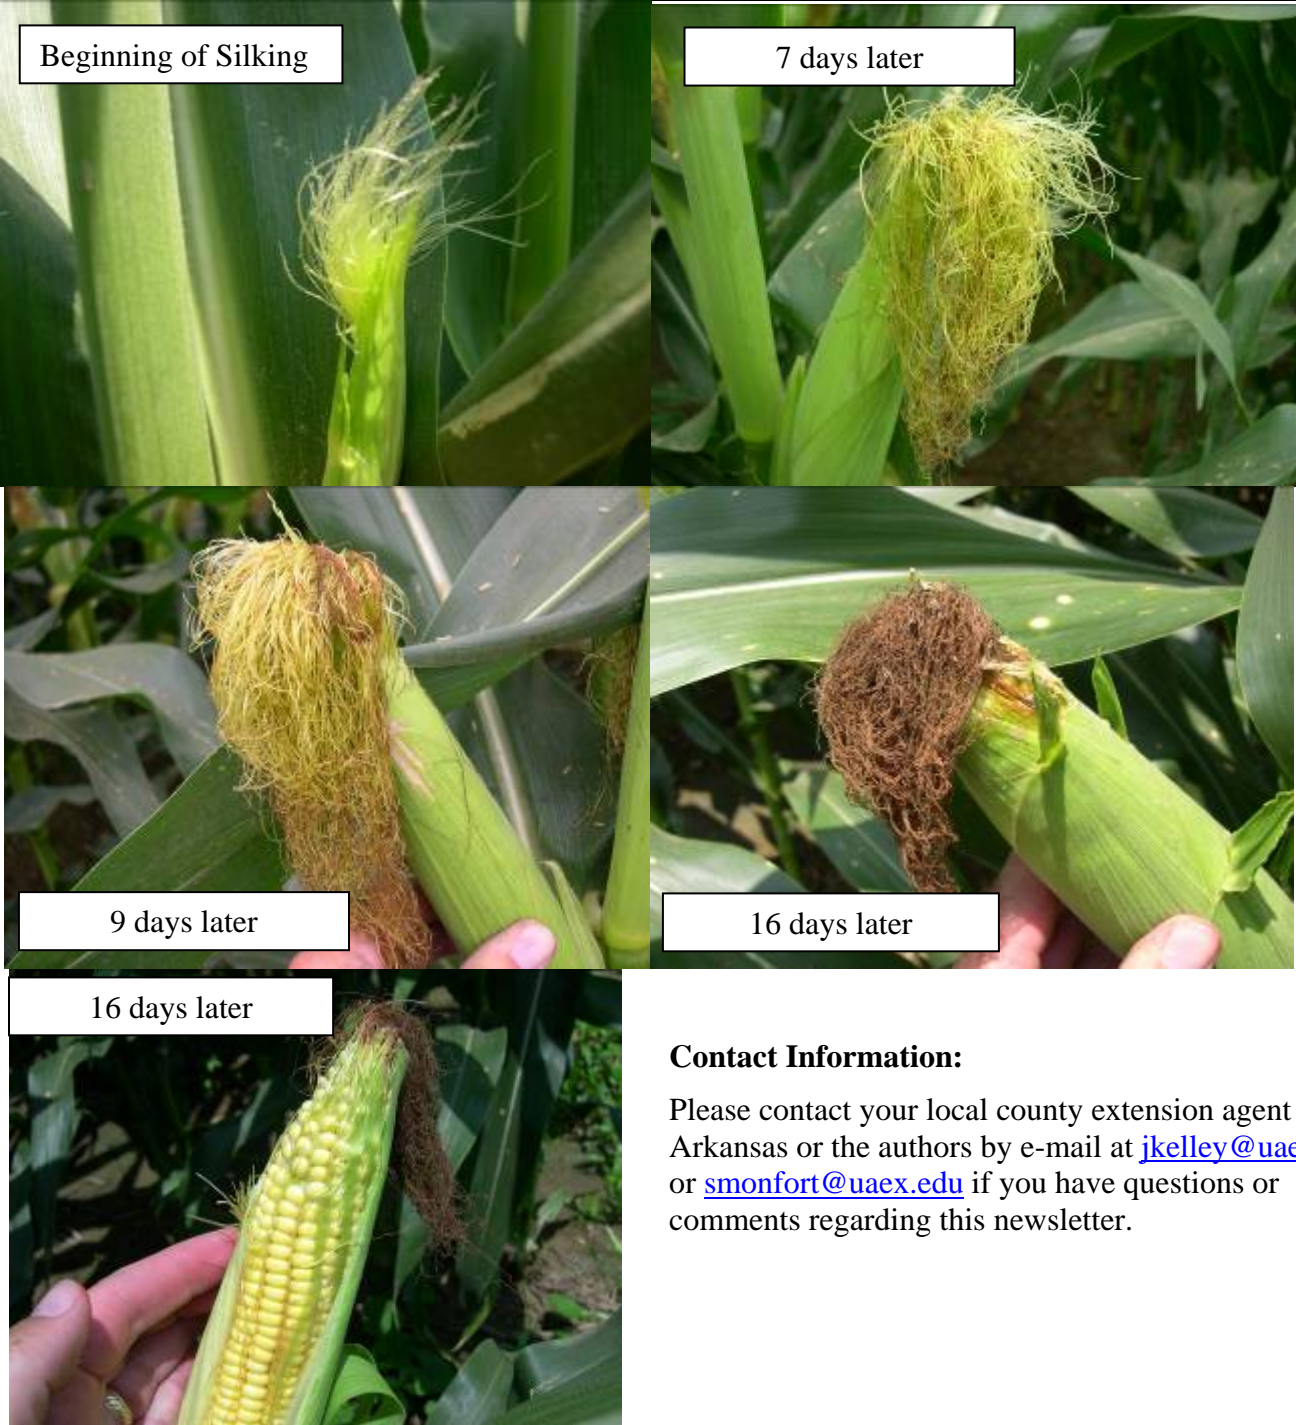 Beginning of Silking
7 days later
9 days later
16 days later
16 days later
Contact Information:
Please contact your local county extension agent
Arkansas or the authors by e-mail at jkelley@uae
or smonfort@uaex.edu if you have questions or
comments regarding this newsletter.